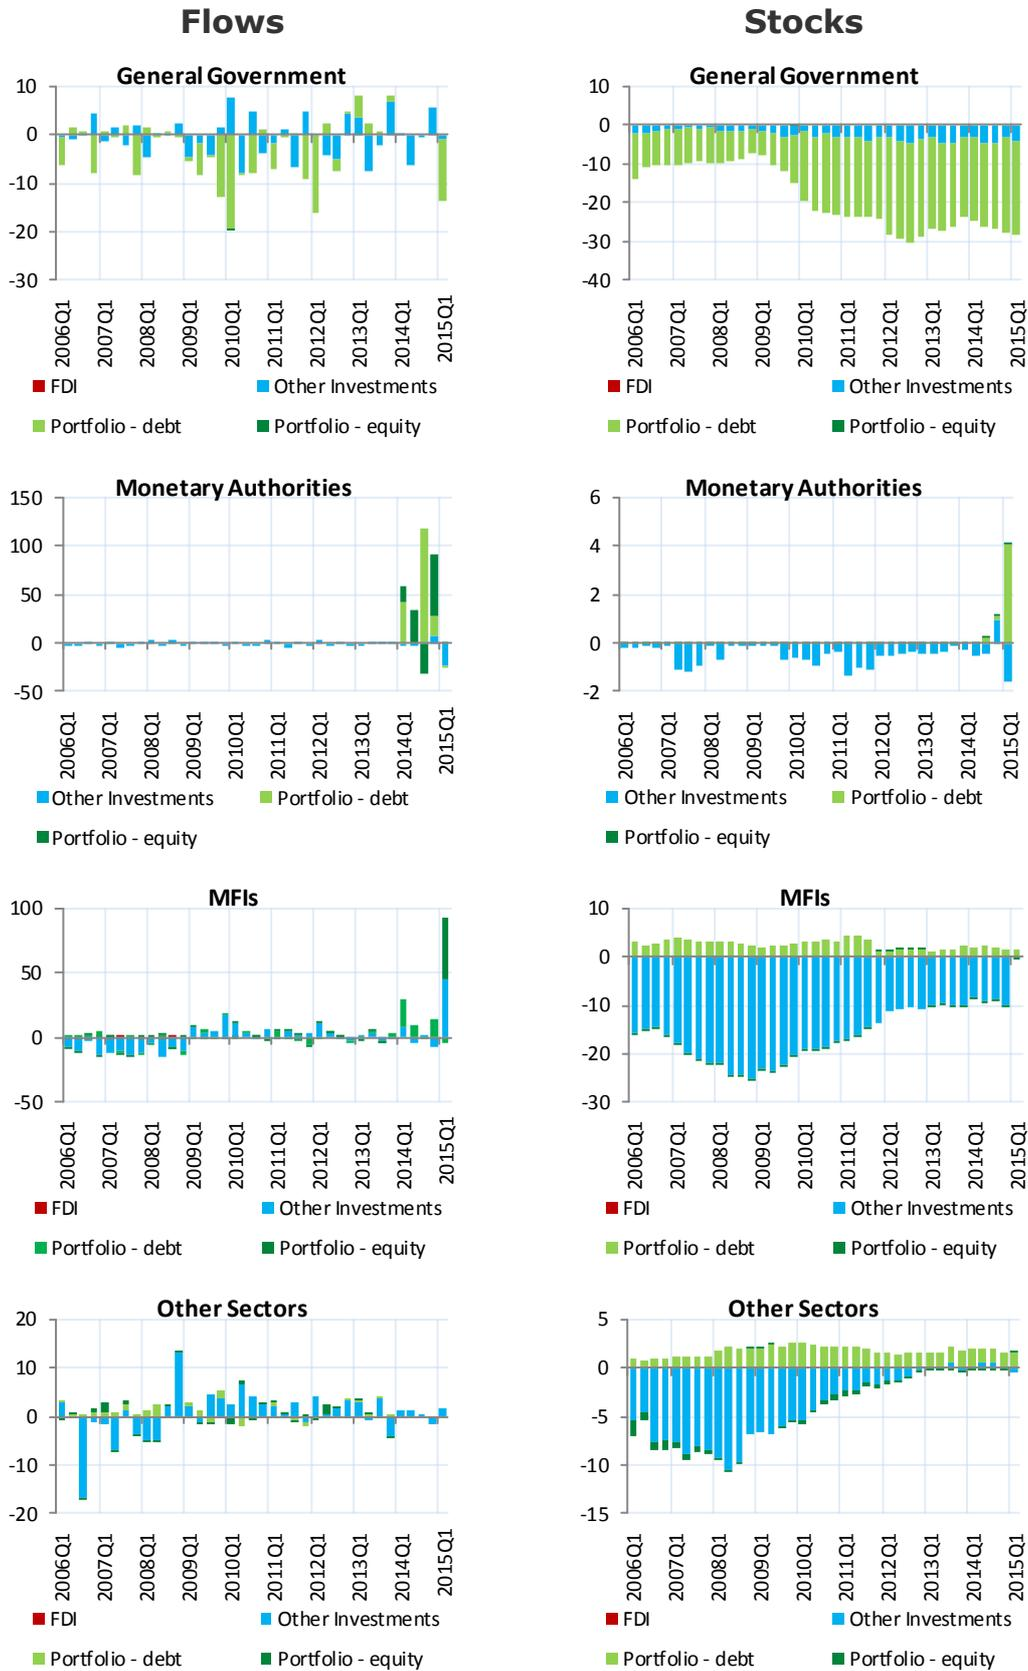 Flows
Stocks
General Government
10
0
-10
-20
-30
2006Q1
2007Q1
2008Q1
2009Q1
2010Q1
2011Q1
2012Q1
2013Q1
2014Q1
2015Q1
FDI
Other Investments
Portfolio - debt
Portfolio - equity
General Government
10
0
-10
-20
-30
-40
2006Q1
2007Q1
2008Q1
2009Q1
2010Q1
2011Q1
2012Q1
2013Q1
2014Q1
2015Q1
FDI
Other Investments
Portfolio - debt
Portfolio - equity
Monetary Authorities
150
100
50
0
-50
2006Q1
2007Q1
2008Q1
2009Q1
2010Q1
2011Q1
2012Q1
2013Q1
2014Q1
2015Q1
Other Investments
Portfolio - debt
Portfolio - equity
Monetary Authorities
6
4
2
0
-2
2006Q1
2007Q1
2008Q1
2009Q1
2010Q1
2011Q1
2012Q1
2013Q1
2014Q1
2015Q1
Other Investments
Portfolio - debt
Portfolio - equity
MFIs
100
50
0
-50
2006Q1
2007Q1
2008Q1
2009Q1
2010Q1
2011Q1
2012Q1
2013Q1
2014Q1
2015Q1
FDI
Other Investments
Portfolio - debt
Portfolio - equity
MFIs
10
0
-10
-20
-30
2006Q1
2007Q1
2008Q1
2009Q1
2010Q1
2011Q1
2012Q1
2013Q1
2014Q1
2015Q1
FDI
Other Investments
Portfolio - debt
Portfolio - equity
Other Sectors
20
10
0
-10
-20
2006Q1
2007Q1
2008Q1
2009Q1
2010Q1
2011Q1
2012Q1
2013Q1
2014Q1
2015Q1
FDI
Other Investments
Portfolio - debt
Portfolio - equity
Other Sectors
5
0
-5
-10
-15
2006Q1
2007Q1
2008Q1
2009Q1
2010Q1
2011Q1
2012Q1
2013Q1
2014Q1
2015Q1
FDI
Other Investments
Portfolio - debt
Portfolio - equity